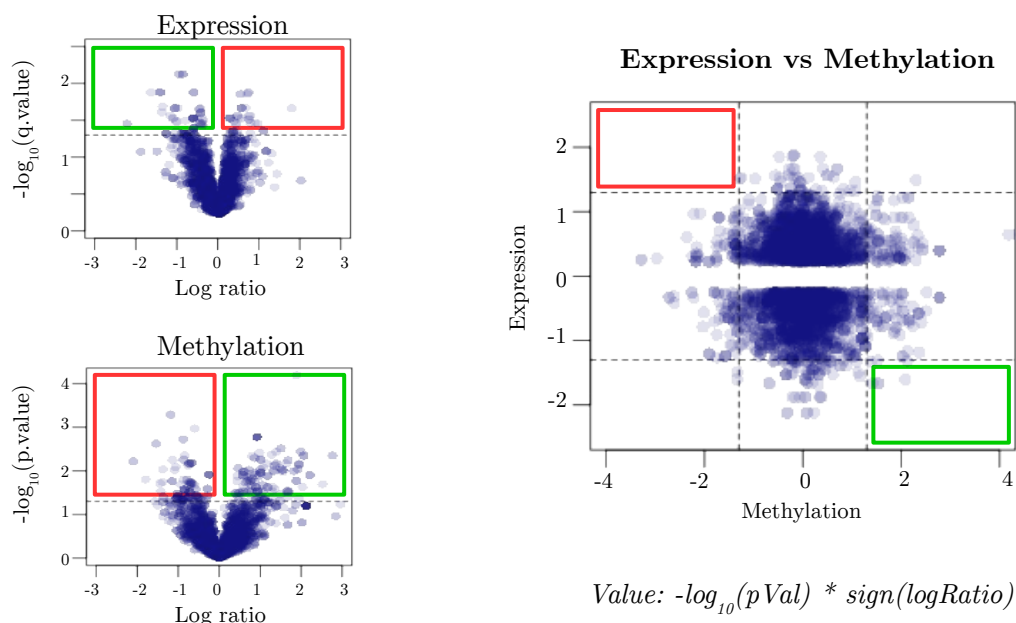 Expression
-log10(q.value)
2
1
0
-3 -2 -1 0 1 2 3
Log ratio
Methylation
-log10(p.value)
4
3
2
1
0
-3 -2 -1 0 1 2 3
Log ratio
Expression vs Methylation
Expression
2
1
0
-1
-2
-4 -2 0 2 4
Methylation
Value: -log10(pVal) * sign(logRatio)